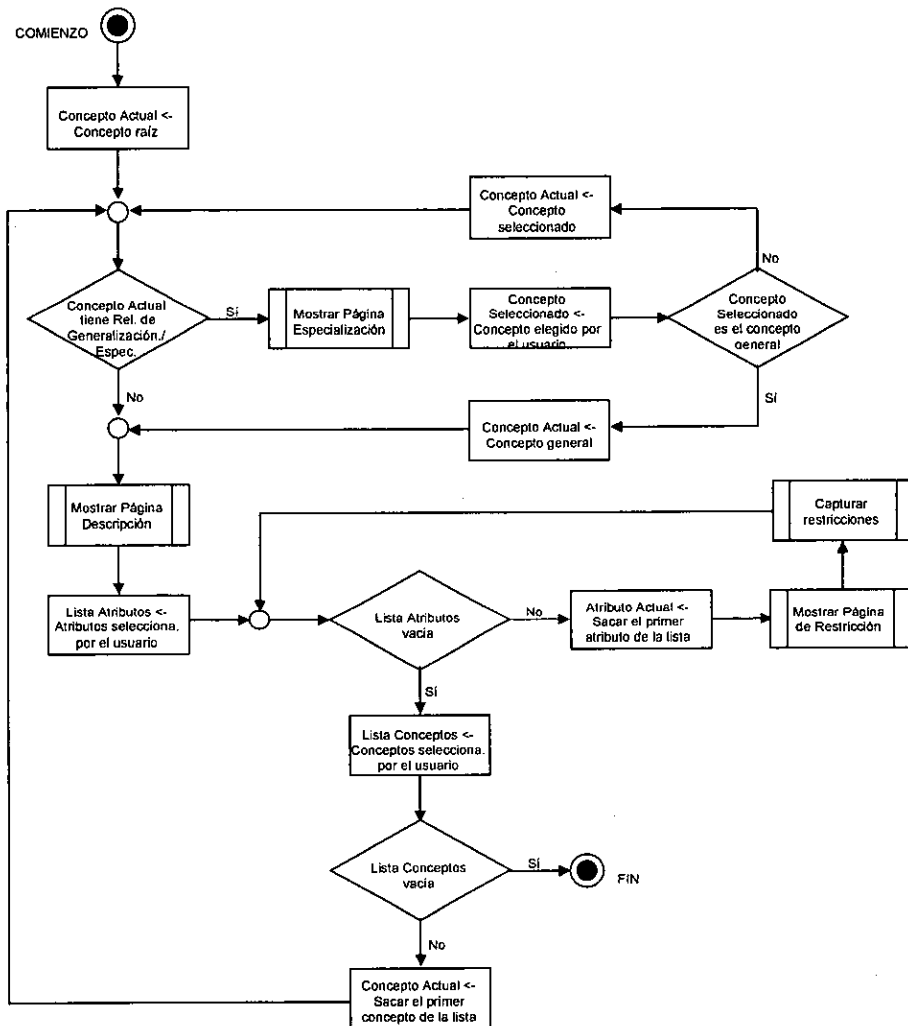 COMIENZO
Concepto Actual <-
Concepto raíz
Concepto Actual <-
Concepto
seleccionado
No
Concepto Actual
tiene Rel. de
Generalización./
Espec.
Sí
Mostrar Página
Especialización
Concepto
Seleccionado <-
Concepto elegido por
el usuario
Concepto
Seleccionado
es el concepto
general
No
Sí
Concepto Actual <-
Concepto general
Mostrar Página
Descripción
Capturar
restricciones
Lista Atributos <-
Atributos selecciona.
por el usuario
Lista Atributos
vacía
No
Atributo Actual <-
Sacar el primer
atributo de la lista
Mostrar Página
de Restricción
Sí
Lista Conceptos <-
Conceptos selecciona.
por el usuario
Lista Conceptos
vacía
Sí
FIN
No
Concepto Actual <-
Sacar el primer
concepto de la lista